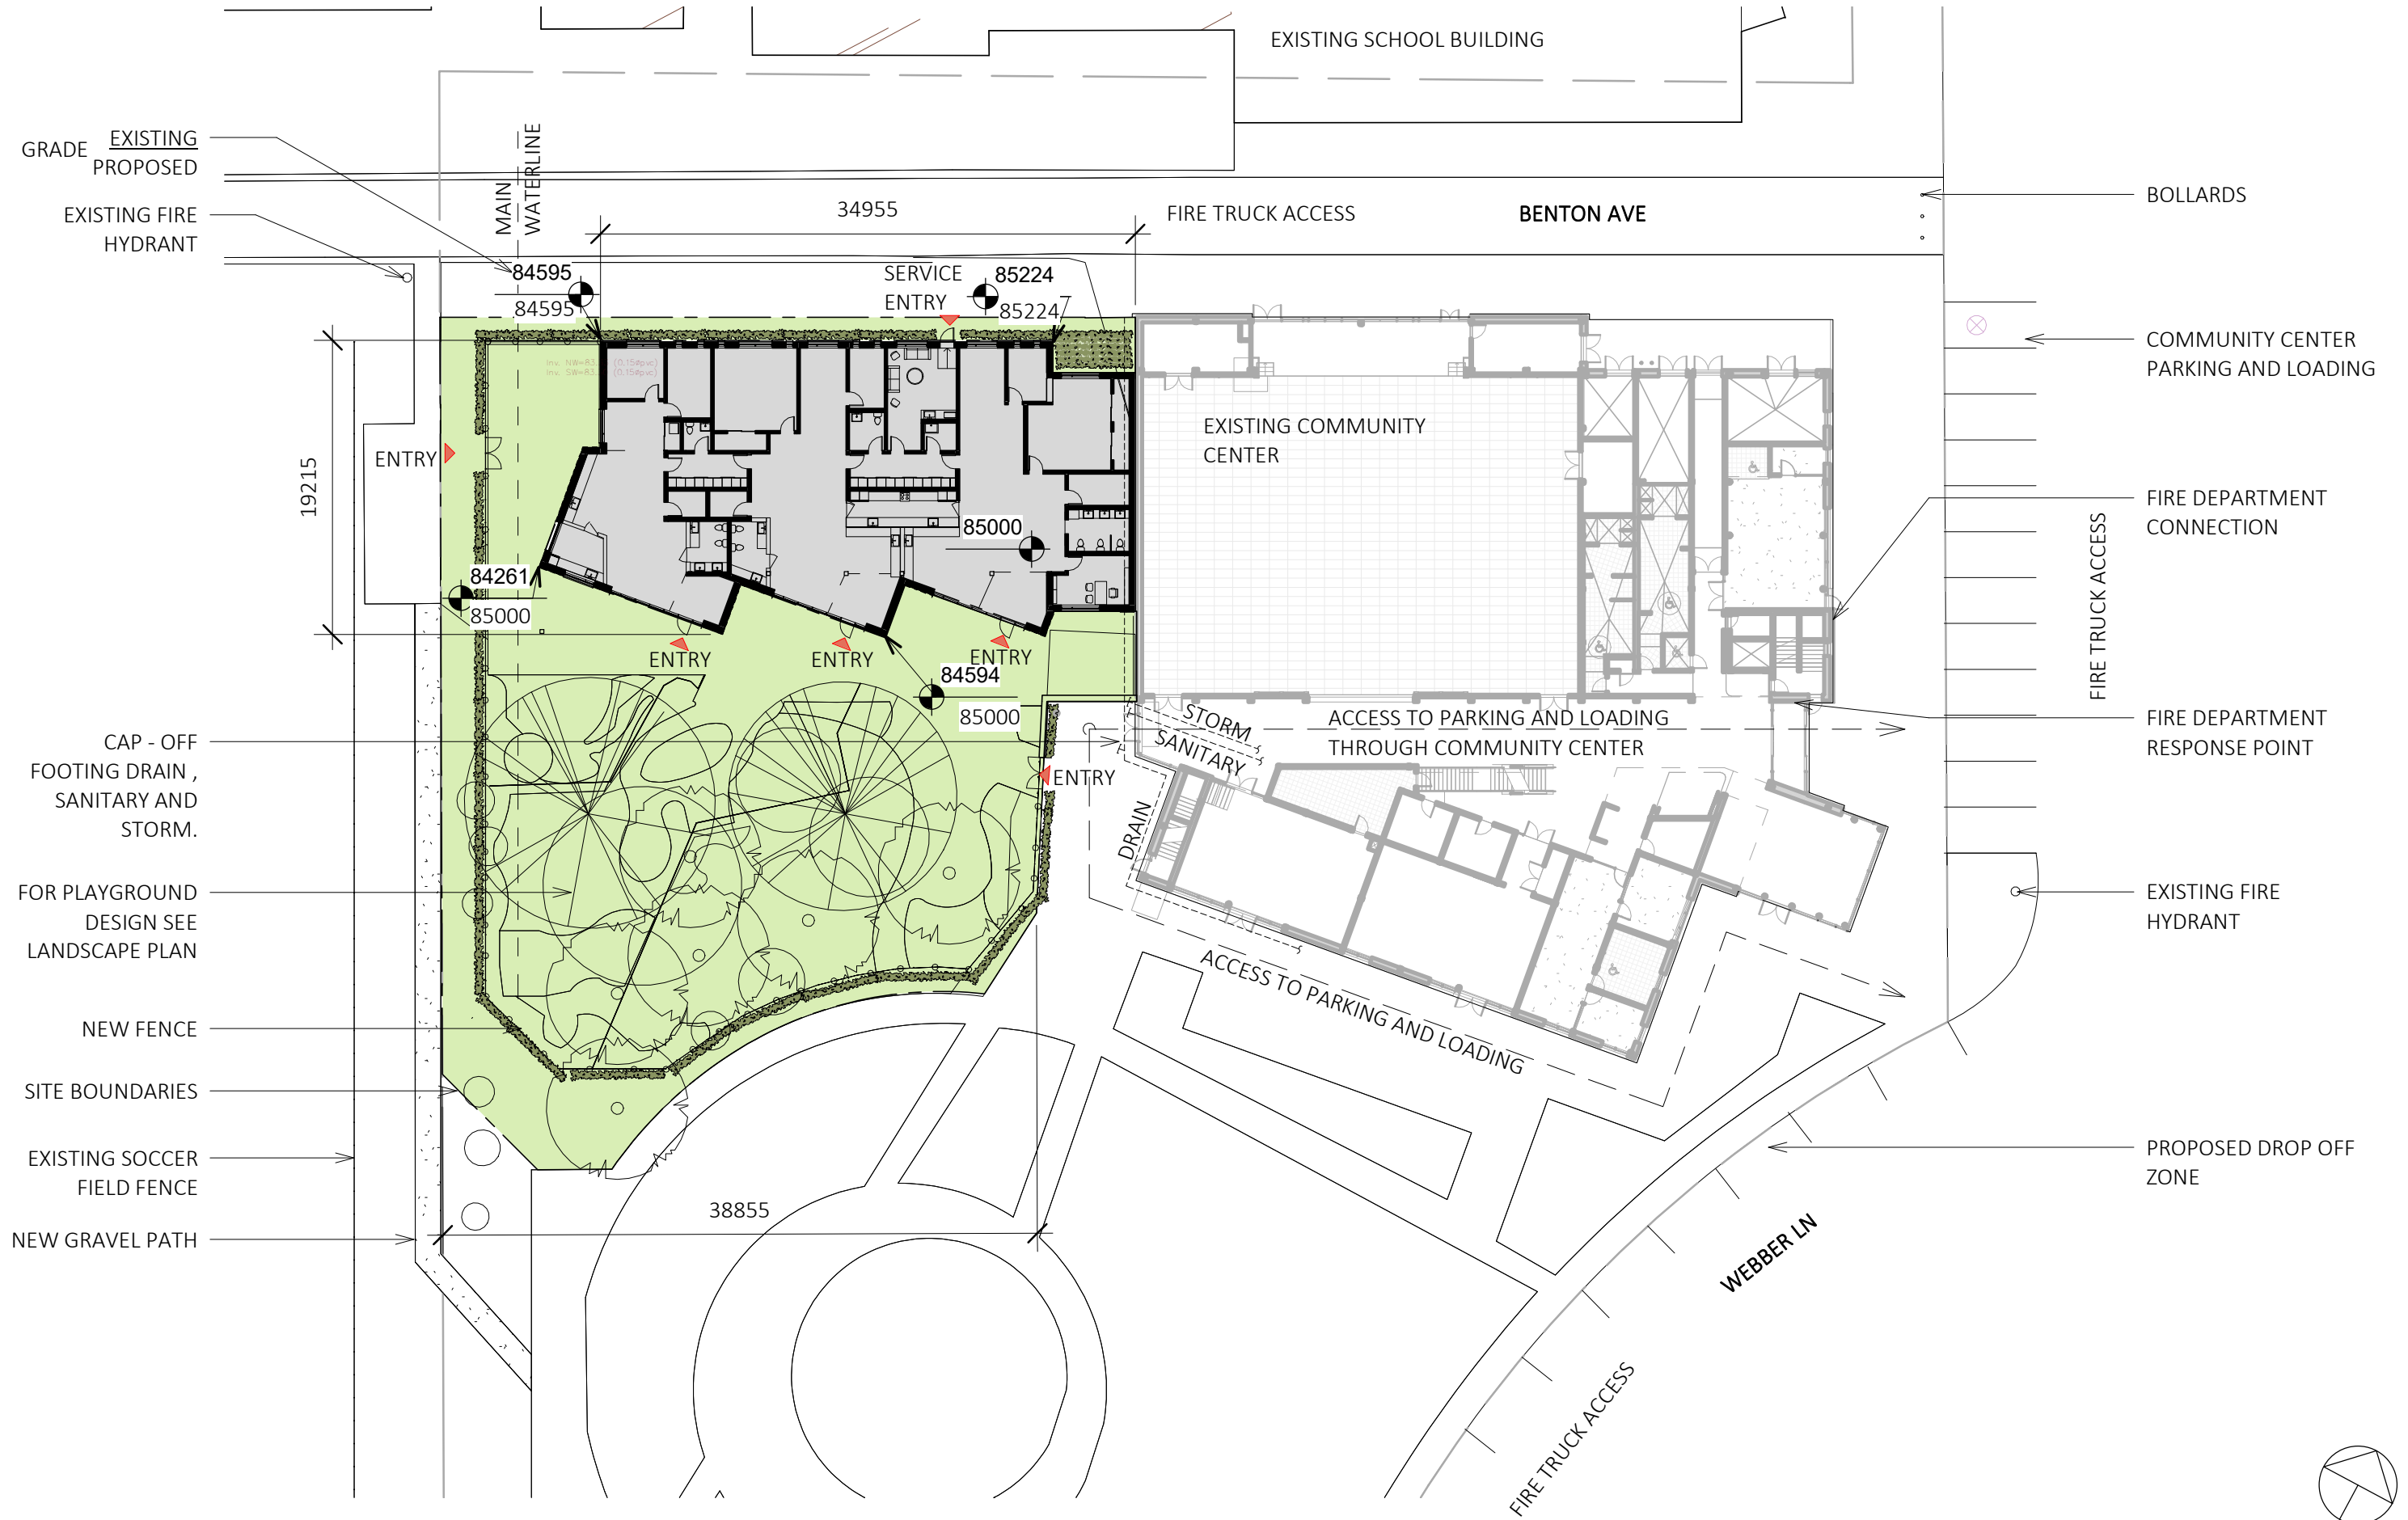 EXISTING SCHOOL BUILDING
GRADE
EXISTING
PROPOSED
MAIN
WATERLINE
EXISTING FIRE
HYDRANT
34955
FIRE TRUCK ACCESS
BENTON AVE
BOLLARDS
84595
84595
SERVICE
ENTRY
85224
85224
COMMUNITY CENTER
PARKING AND LOADING
EXISTING COMMUNITY
CENTER
ENTRY
19215
85000
FIRE DEPARTMENT
CONNECTION
FIRE TRUCK ACCESS
84261
85000
ENTRY
ENTRY
ENTRY
84594
85000
STORM
SANITARY
DRAIN
ACCESS TO PARKING AND LOADING
THROUGH COMMUNITY CENTER
FIRE DEPARTMENT
RESPONSE POINT
CAP - OFF
FOOTING DRAIN ,
SANITARY AND
STORM.
ENTRY
FOR PLAYGROUND
DESIGN SEE
LANDSCAPE PLAN
EXISTING FIRE
HYDRANT
ACCESS TO PARKING AND LOADING
NEW FENCE
SITE BOUNDARIES
EXISTING SOCCER
FIELD FENCE
PROPOSED DROP OFF
ZONE
38855
NEW GRAVEL PATH
WEBBER LN
FIRE TRUCK ACCESS